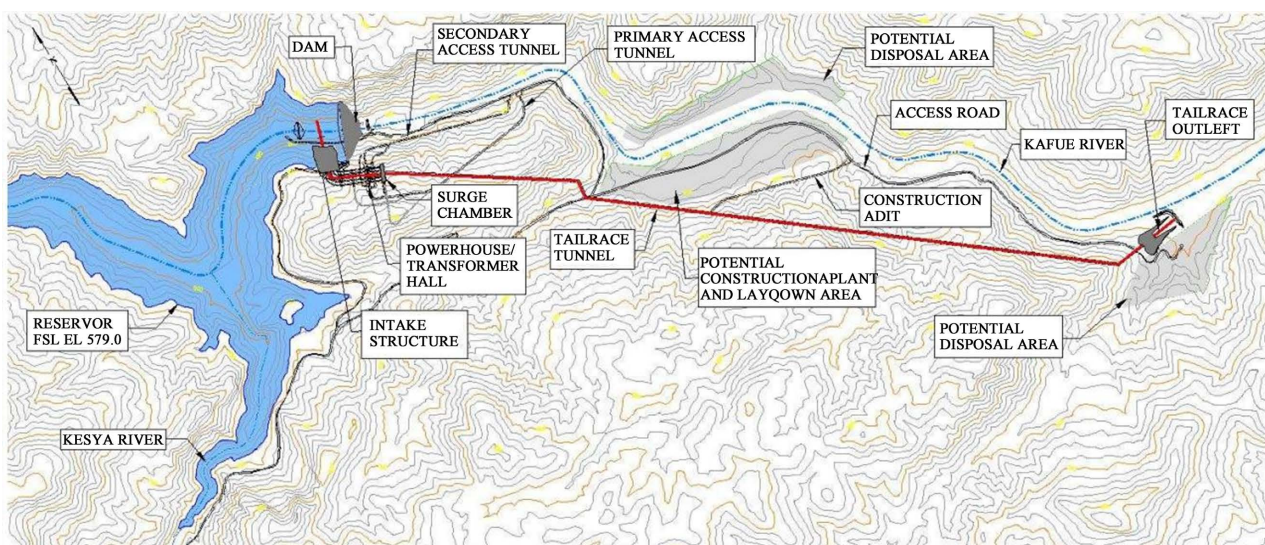 DAM
SECONDARY
ACCESS TUNNEL
PRIMARY ACCESS
TUNNEL
POTENTIAL
DISPOSAL AREA
ACCESS ROAD
TAILRACE
OUTLEFT
KAFUE RIVER
SURGE
CHAMBER
CONSTRUCTION
ADIT
POWERHOUSE/
TRANSFORMER
HALL
TAILRACE
TUNNEL
POTENTIAL
CONSTRUCTIONAPLANT
AND LAYQOWN AREA
RESERVOR
FSL EL 579.0
INTAKE
STRUCTURE
POTENTIAL
DISPOSAL AREA
KESYA RIVER